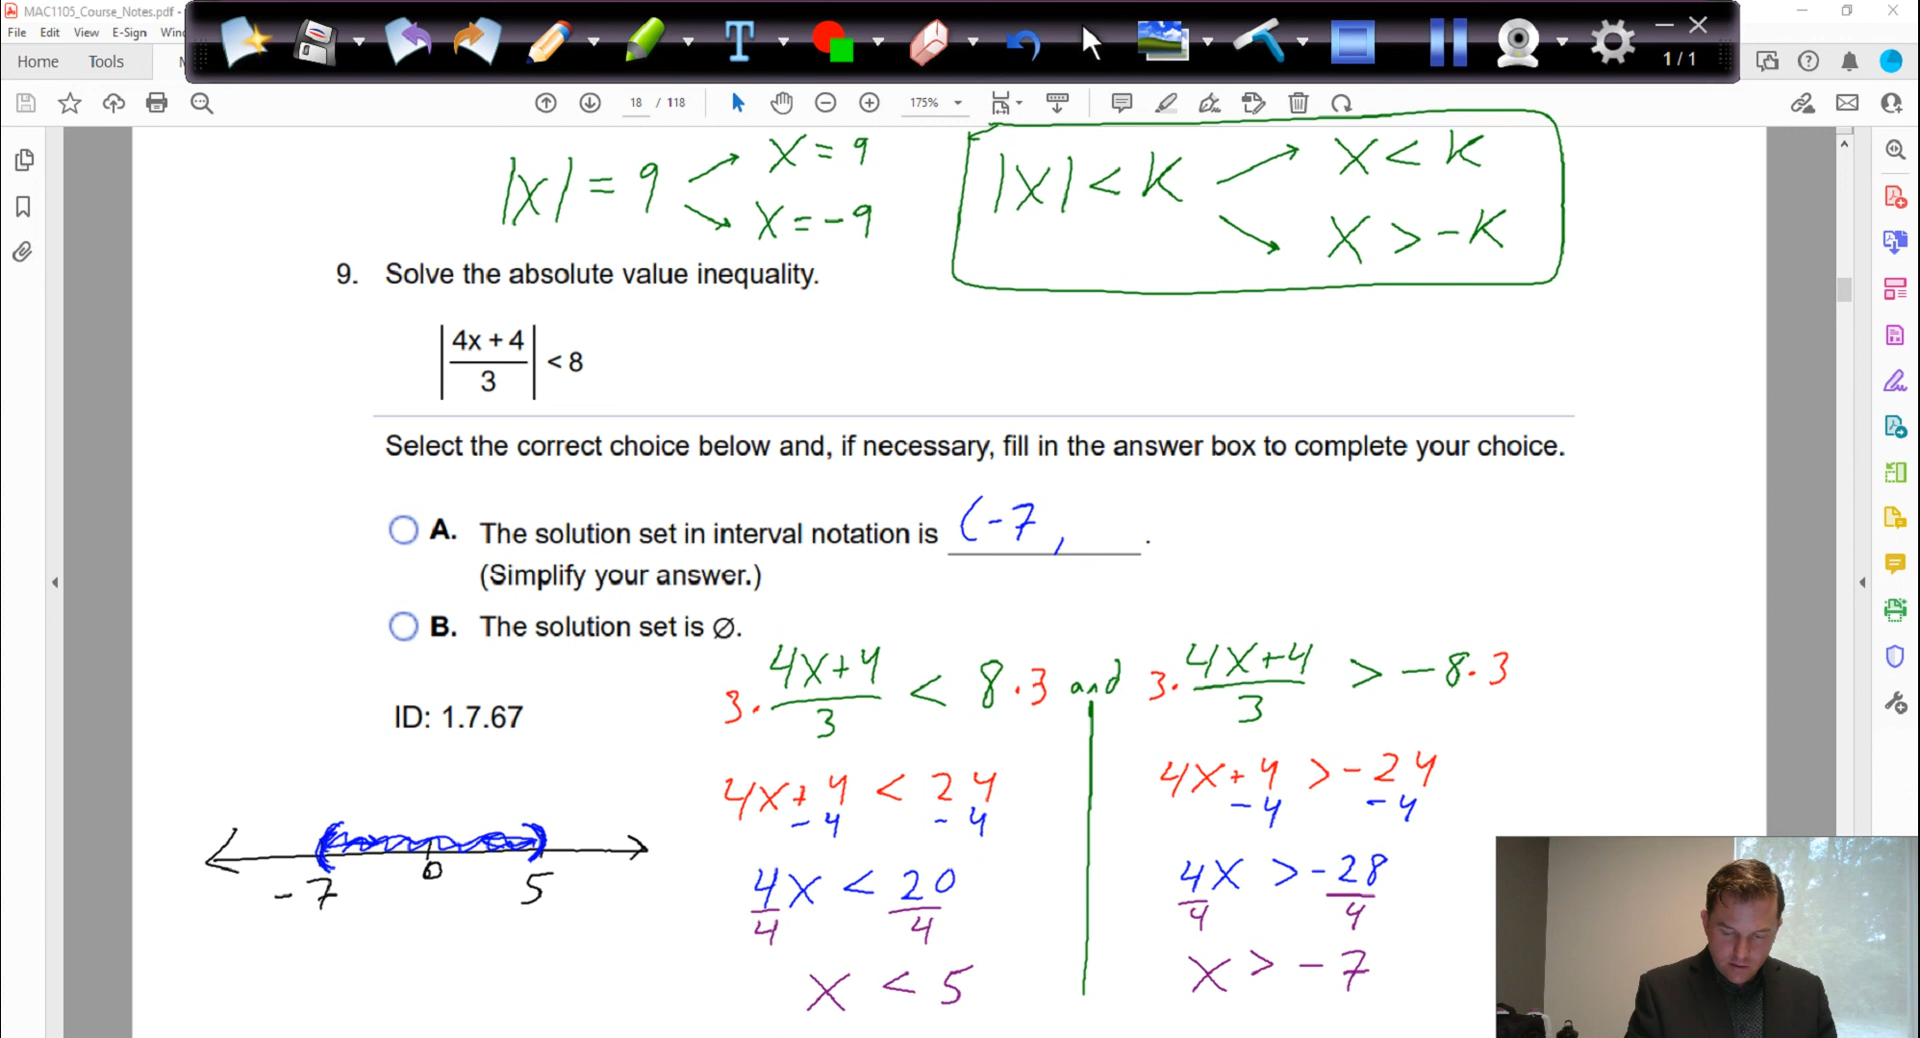 MAC1105_Course_Notes.pdf -
File Edit View E-Sign Win
1/1
Home Tools
18 / 118 175%
|x| = 9
x = 9
x = -9
|x| < K
x < K
x > -K
9. Solve the absolute value inequality.
|4x + 4
3| < 8
Select the correct choice below and, if necessary, fill in the answer box to complete your choice.
A. The solution set in interval notation is (-7, .
(Simplify your answer.)
B. The solution set is ∅.
ID: 1.7.67
3 · 4x+4/3 < 8 · 3 and 3 · 4x+4/3 > -8 · 3
4x+4 < 24
4x+4 > -24
-4 -4
-4 -4
4x < 20
4x > -28
4 4
4 4
x < 5
x > -7
-7 0 5